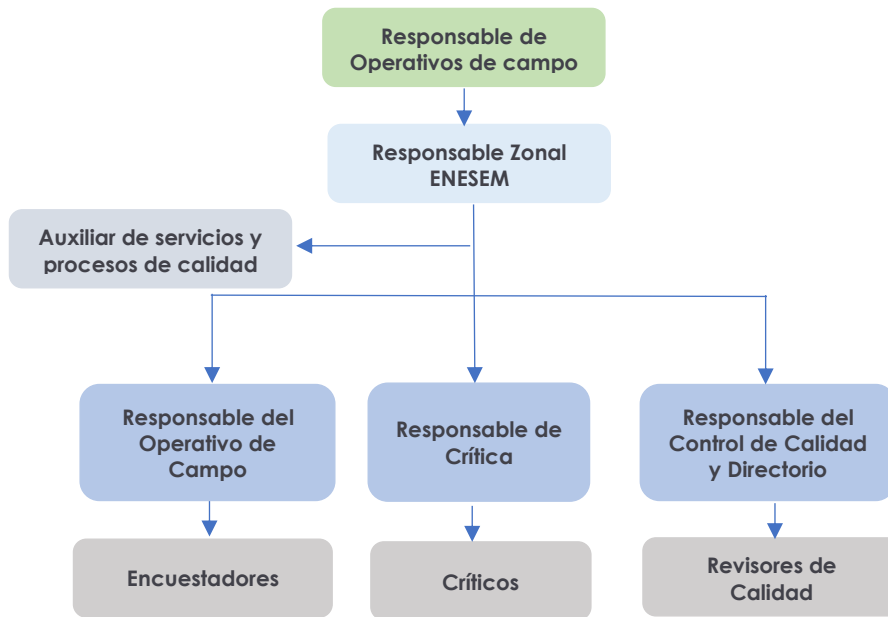 Responsable de
Operativos de campo
Responsable Zonal
ENESEM
Auxiliar de servicios y
procesos de calidad
Responsable del
Operativo de
Campo
Responsable de
Crítica
Responsable del
Control de Calidad
y Directorio
Encuestadores
Críticos
Revisores de
Calidad